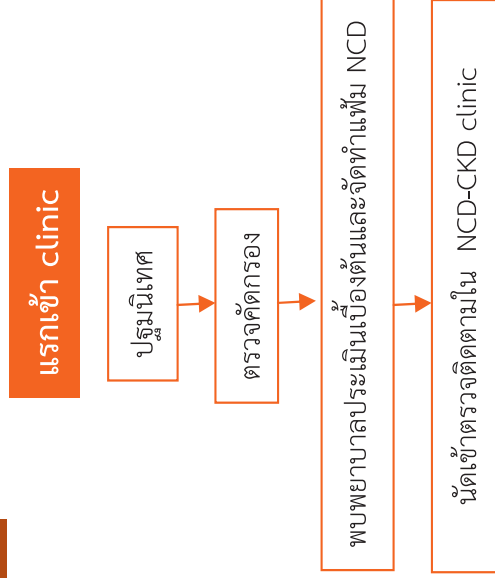 แรกเข้า clinic
ปฐมนิเทศ
ตรวจคัดกรอง
พบพยาบาลประเมินเบื้องต้นและจัดทำแฟ้ม NCD
นัดเข้าตรวจติดตามใน NCD-CKD clinic